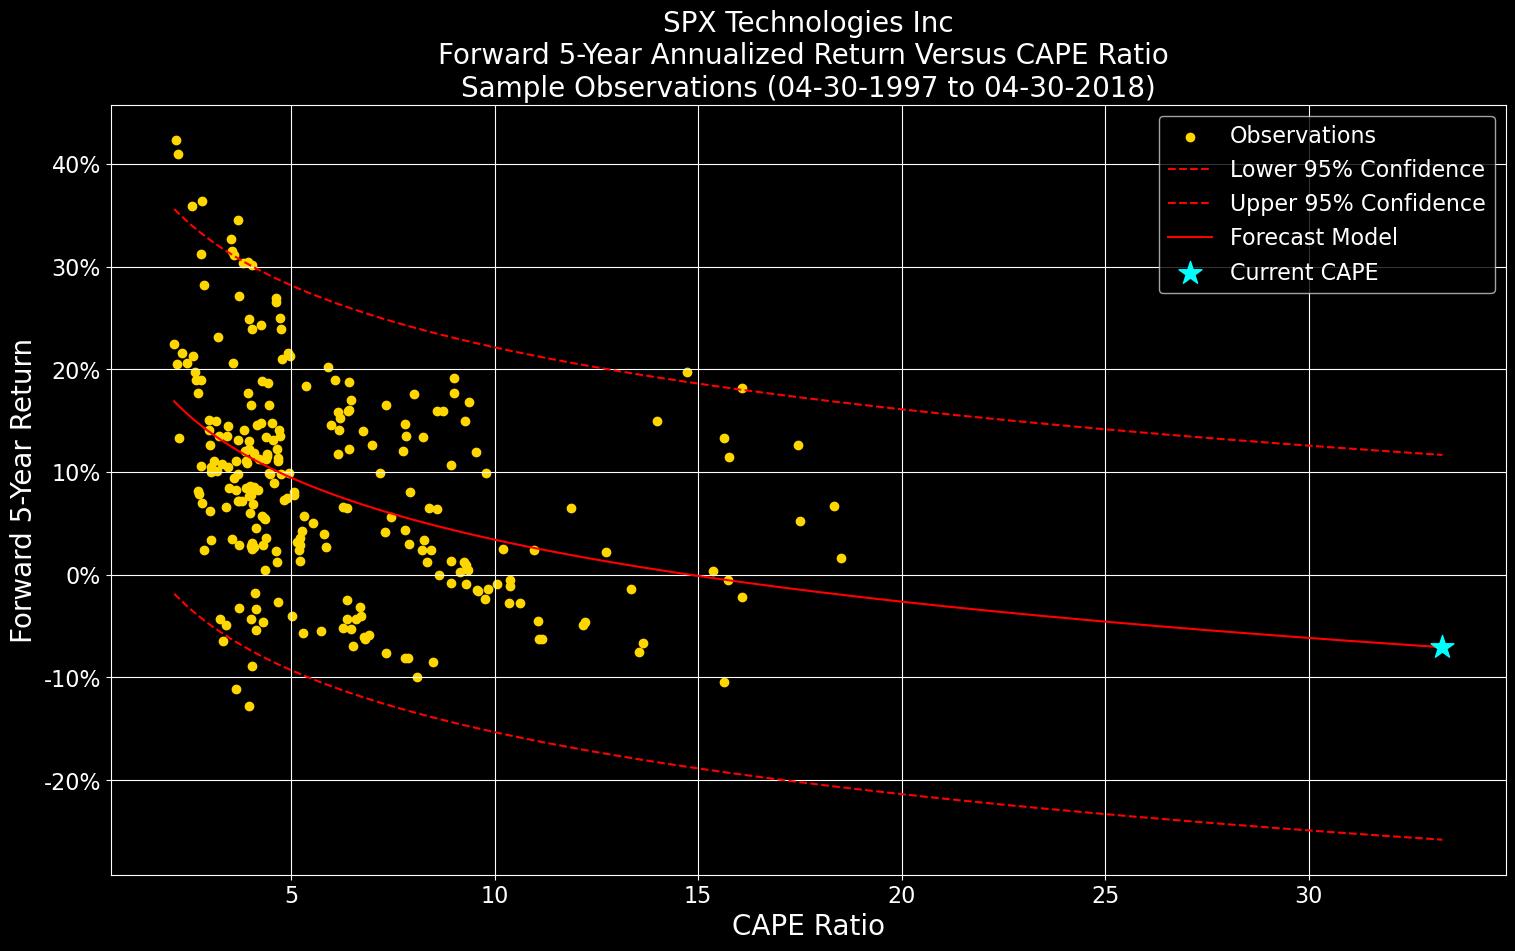 SPX Technologies Inc
Forward 5-Year Annualized Return Versus CAPE Ratio
Sample Observations (04-30-1997 to 04-30-2018)
Observations
Lower 95% Confidence
Upper 95% Confidence
Forecast Model
Current CAPE
Forward 5-Year Return
40%
30%
20%
10%
0%
-10%
-20%
5 10 15 20 25 30
CAPE Ratio